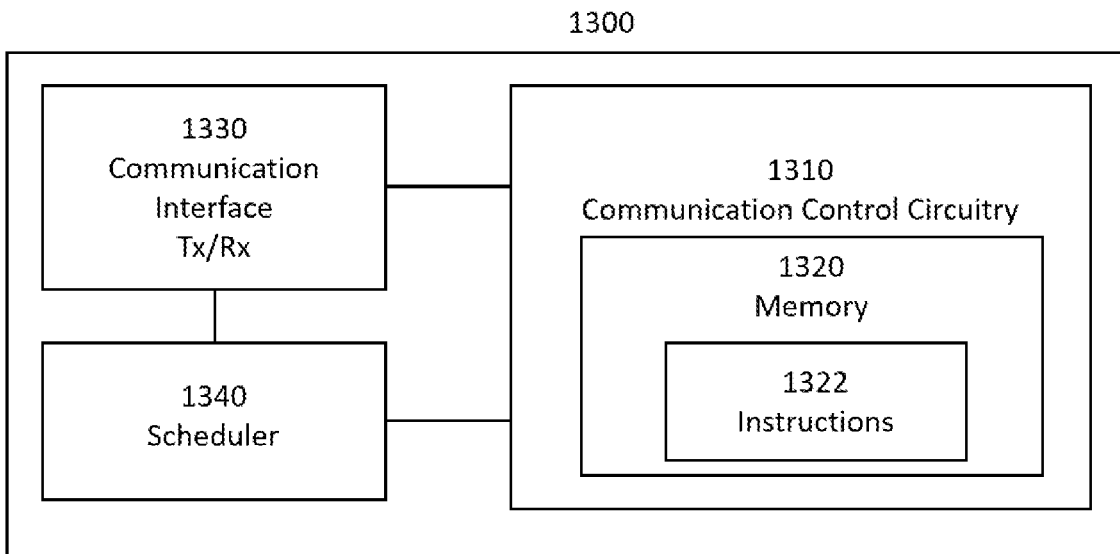 1300
1330
Communication
Interface
Tx/Rx
1340
Scheduler
1310
Communication Control Circuitry
1320
Memory
1322
Instructions